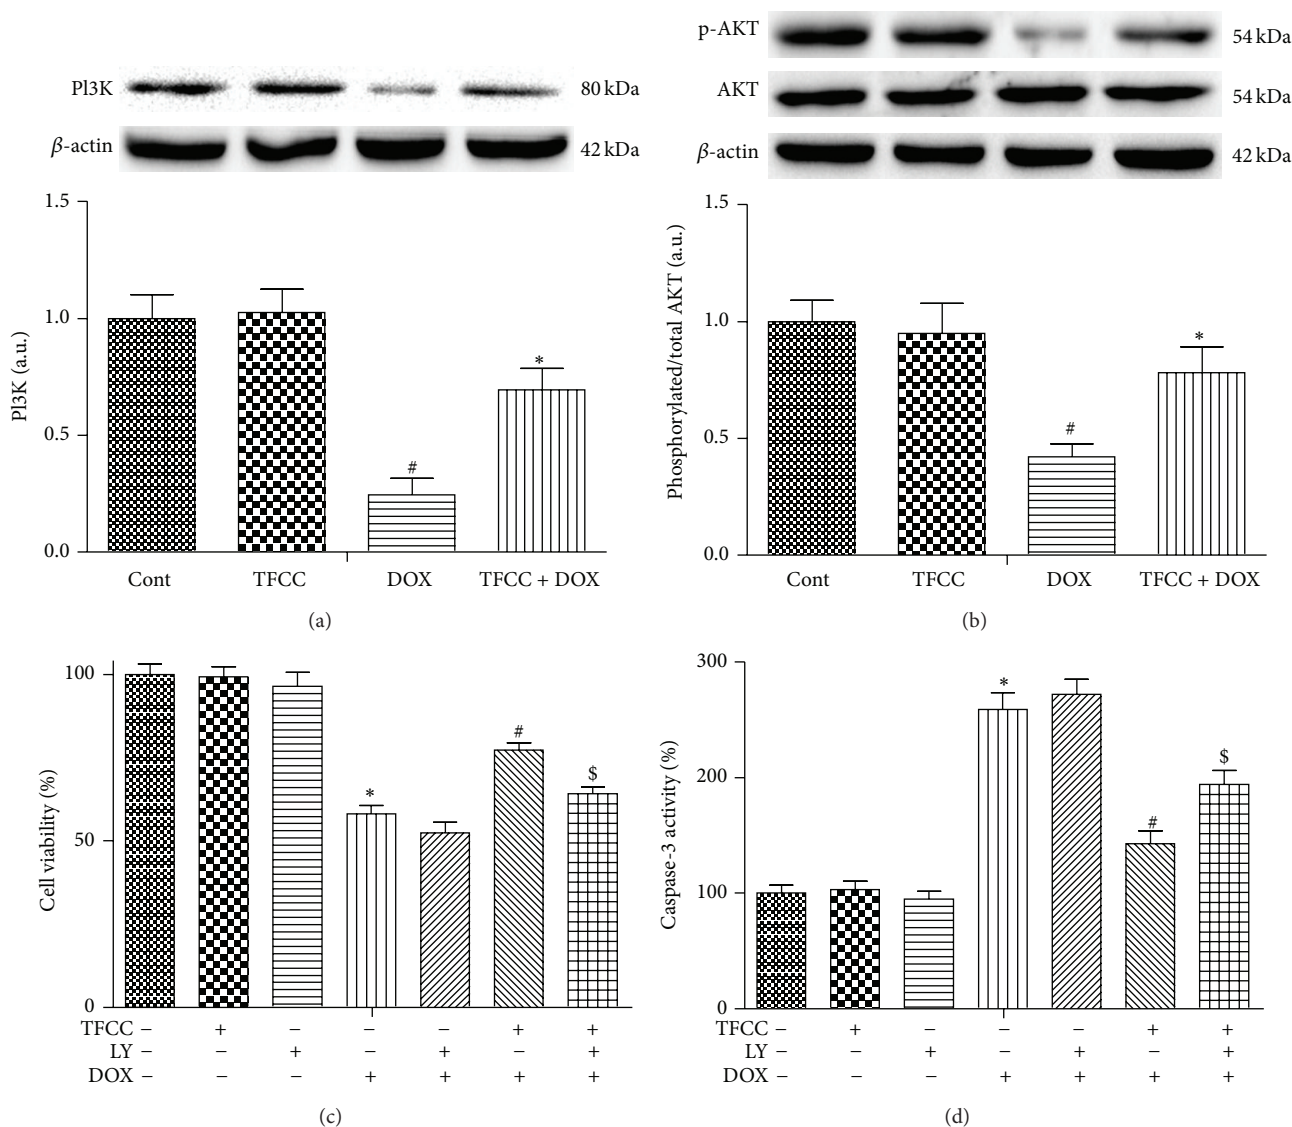 Pl3K
80 kDa
β-actin
42 kDa
1.5
1.0
0.5
0.0
Pl3K (a.u.)
#
*
Cont TFCC DOX TFCC + DOX
(a)
p-AKT
54 kDa
AKT
54 kDa
β-actin
42 kDa
1.5
1.0
0.5
0.0
Phosphorylated/total AKT (a.u.)
#
*
Cont TFCC DOX TFCC + DOX
(b)
100
50
0
Cell viability (%)
*
#
$
TFCC − + − − − + +
LY − − + − + − +
DOX − − − + + + +
(c)
300
200
100
0
Caspase-3 activity (%)
*
#
$
TFCC − + − − − + +
LY − − + − + − +
DOX − − − + + + +
(d)